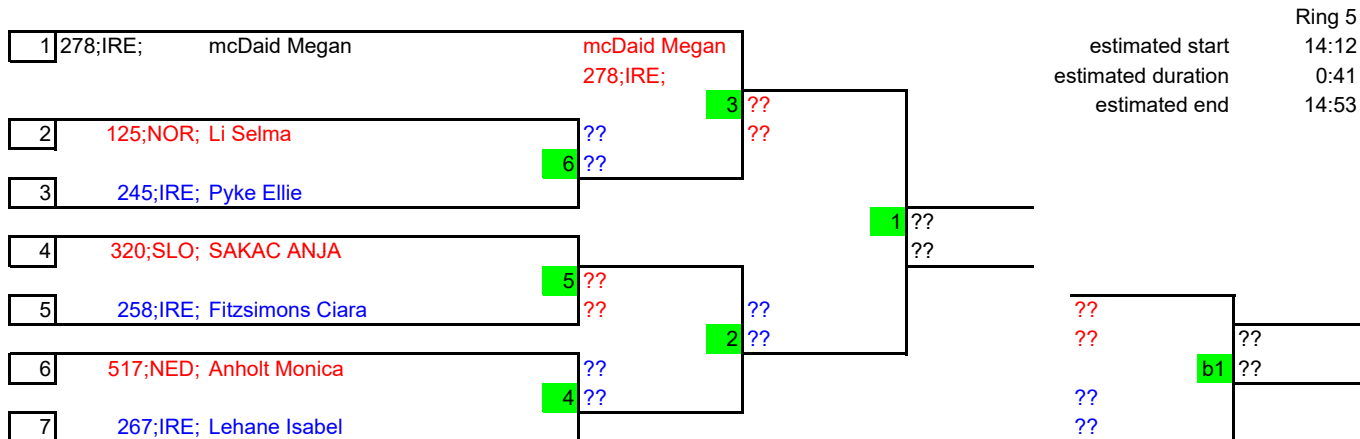 Ring 5
1 278;IRE; mcDaid Megan mcDaid Megan estimated start 14:12
278;IRE; estimated duration 0:41
3 ?? estimated end 14:53
2 125;NOR; Li Selma ?? ??
6 ??
3 245;IRE; Pyke Ellie
1 ??
4 320;SLO; SAKAC ANJA ??
5 ??
5 258;IRE; Fitzsimons Ciara ?? ?? ??
2 ?? ?? ??
6 517;NED; Anholt Monica ?? b1 ??
4 ?? ??
7 267;IRE; Lehane Isabel ??